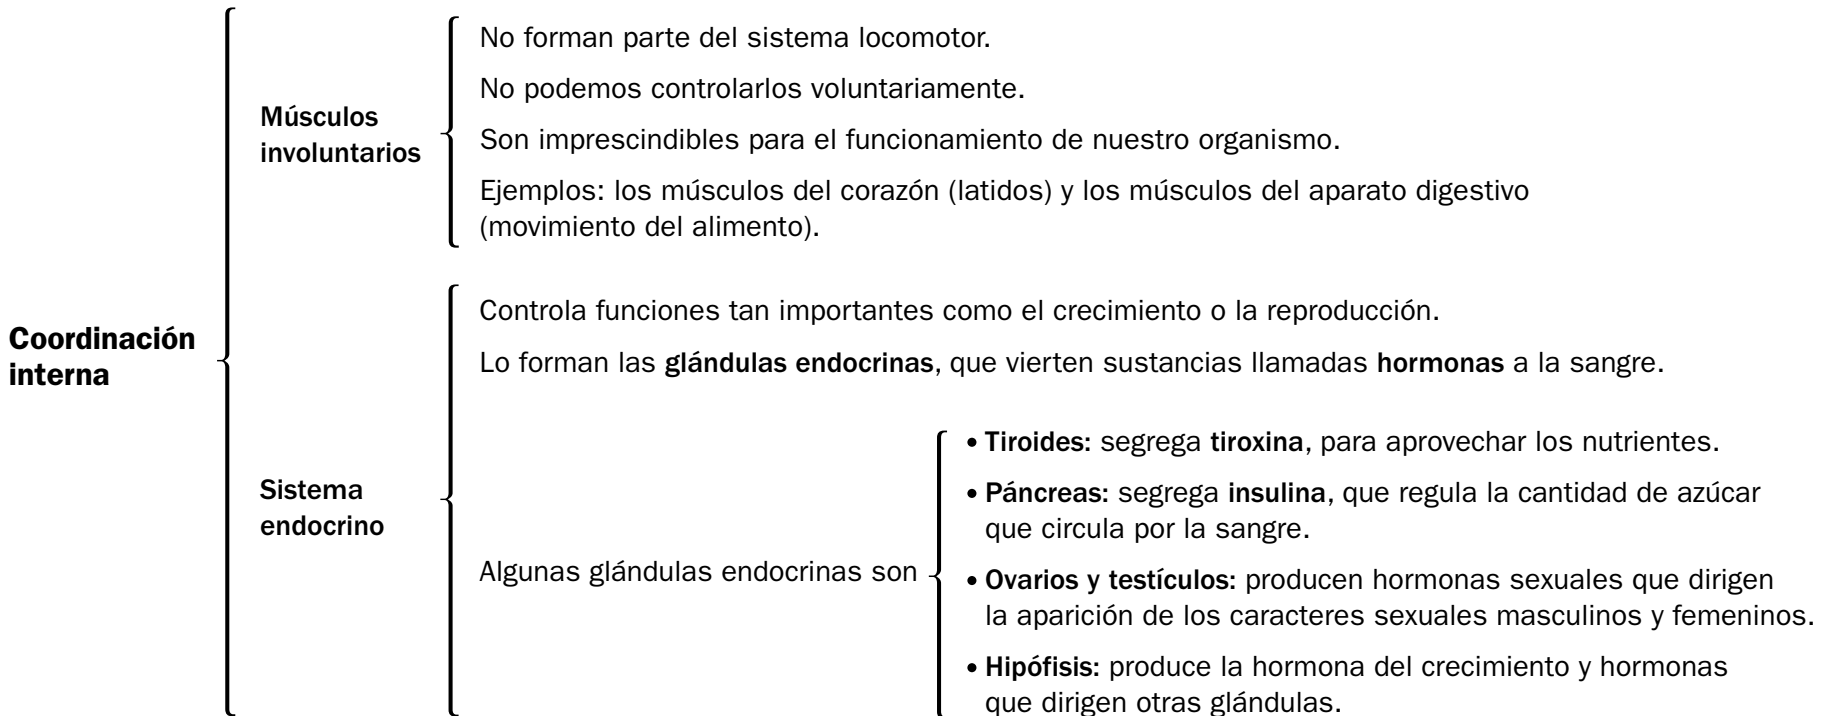 Coordinación
interna
Músculos
involuntarios
No forman parte del sistema locomotor.
No podemos controlarlos voluntariamente.
Son imprescindibles para el funcionamiento de nuestro organismo.
Ejemplos: los músculos del corazón (latidos) y los músculos del aparato digestivo
(movimiento del alimento).
Sistema
endocrino
Controla funciones tan importantes como el crecimiento o la reproducción.
Lo forman las glándulas endocrinas, que vierten sustancias llamadas hormonas a la sangre.
Algunas glándulas endocrinas son
• Tiroides: segrega tiroxina, para aprovechar los nutrientes.
• Páncreas: segrega insulina, que regula la cantidad de azúcar
que circula por la sangre.
• Ovarios y testículos: producen hormonas sexuales que dirigen
la aparición de los caracteres sexuales masculinos y femeninos.
• Hipófisis: produce la hormona del crecimiento y hormonas
que dirigen otras glándulas.